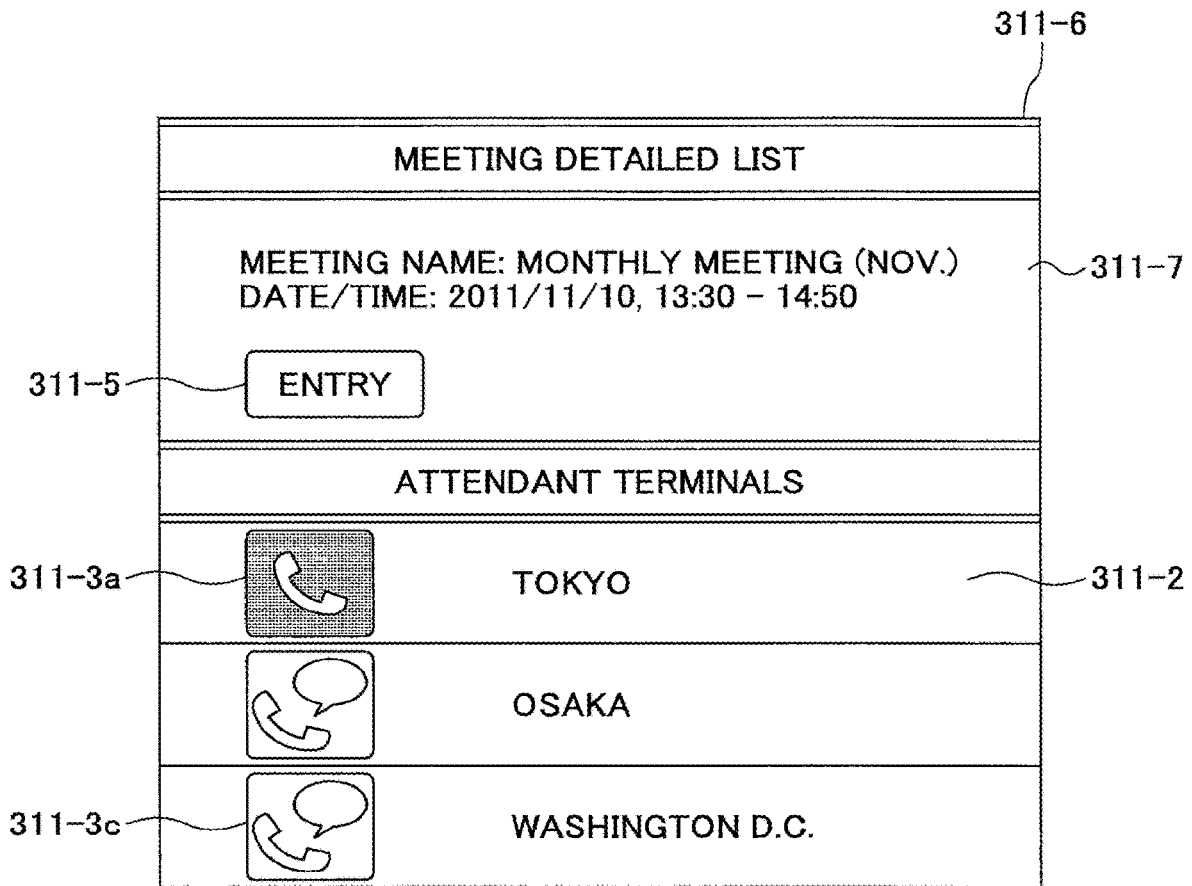 311-6
MEETING DETAILED LIST
MEETING NAME: MONTHLY MEETING (NOV.)
311-7
DATE/TIME: 2011/11/10, 13:30 - 14:50
311-5
ENTRY
ATTENDANT TERMINALS
311-3a
TOKYO
311-2
OSAKA
311-3c
WASHINGTON D.C.